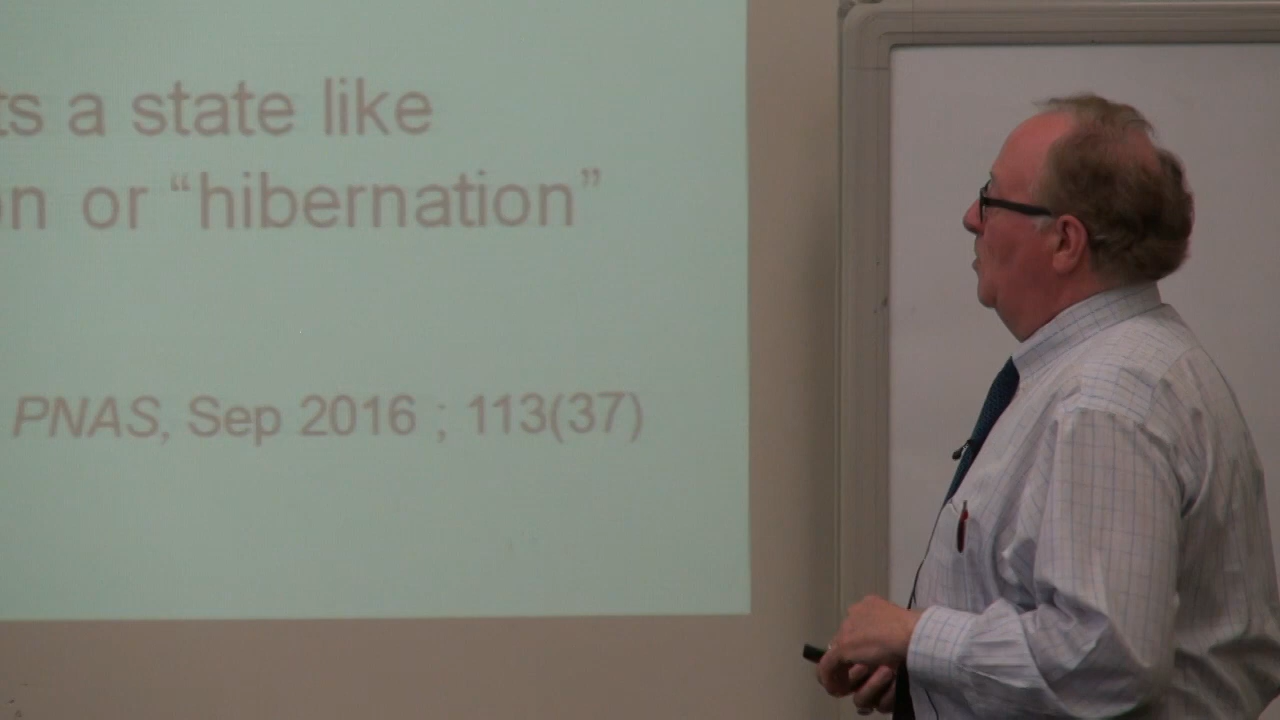 ts a state like
on or “hibernation”
PNAS, Sep 2016 ; 113(37)